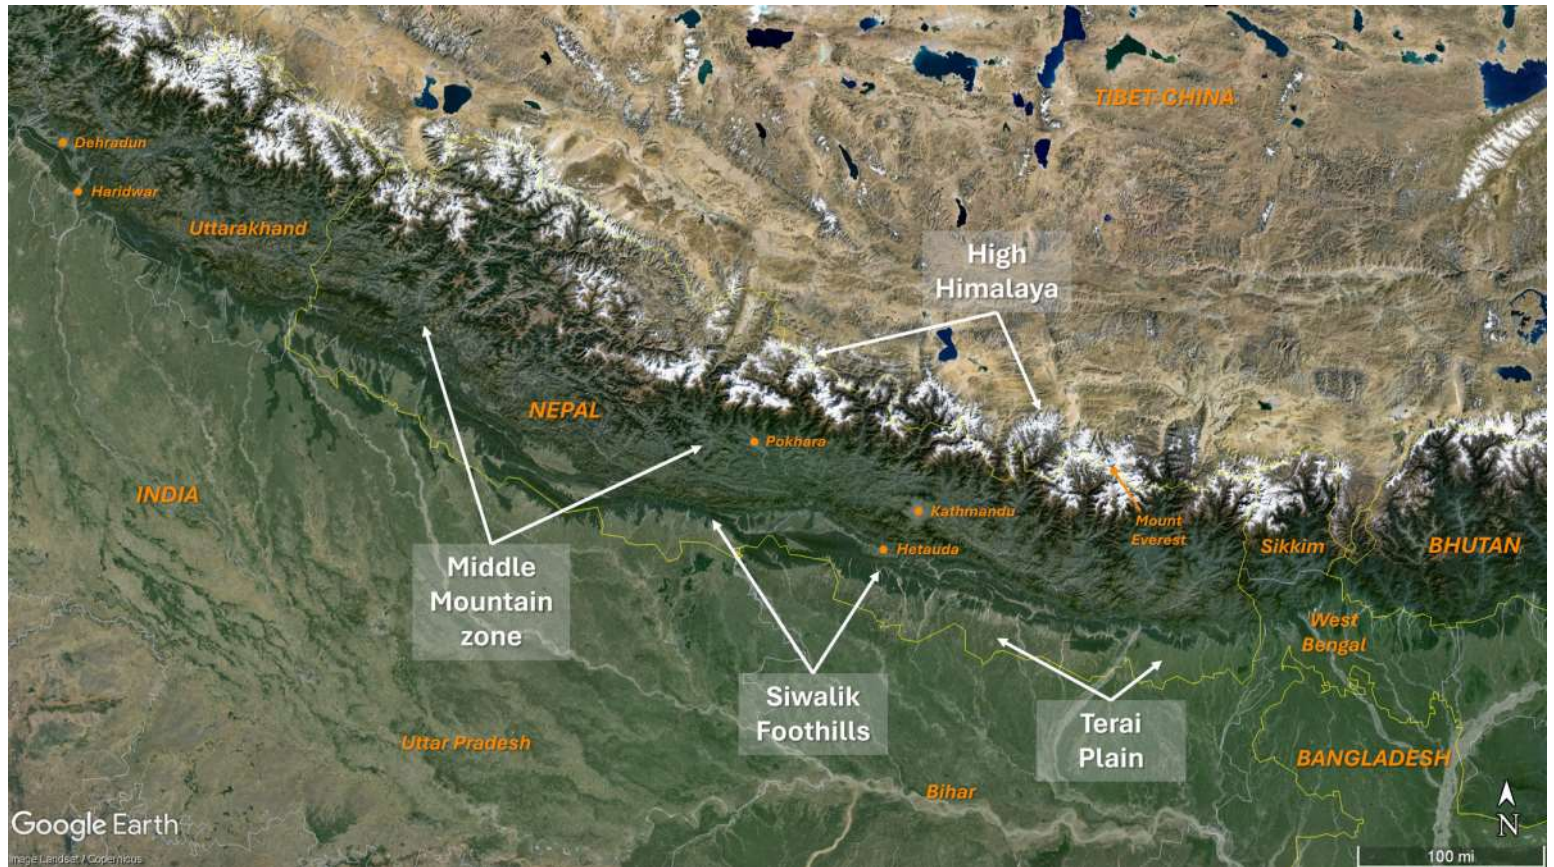 TIBET-CHINA
Dehradun
Haridwar
Uttarakhand
High
Himalaya
NEPAL
Pokhara
INDIA
Kathmandu
Mount
Everest
Hetauda
Sikkim
BHUTAN
Middle
Mountain
zone
West
Bengal
Siwalik
Foothills
Terai
Plain
Uttar Pradesh
BANGLADESH
Bihar
Google Earth
N
Image Landsat / Copernicus
100 mi